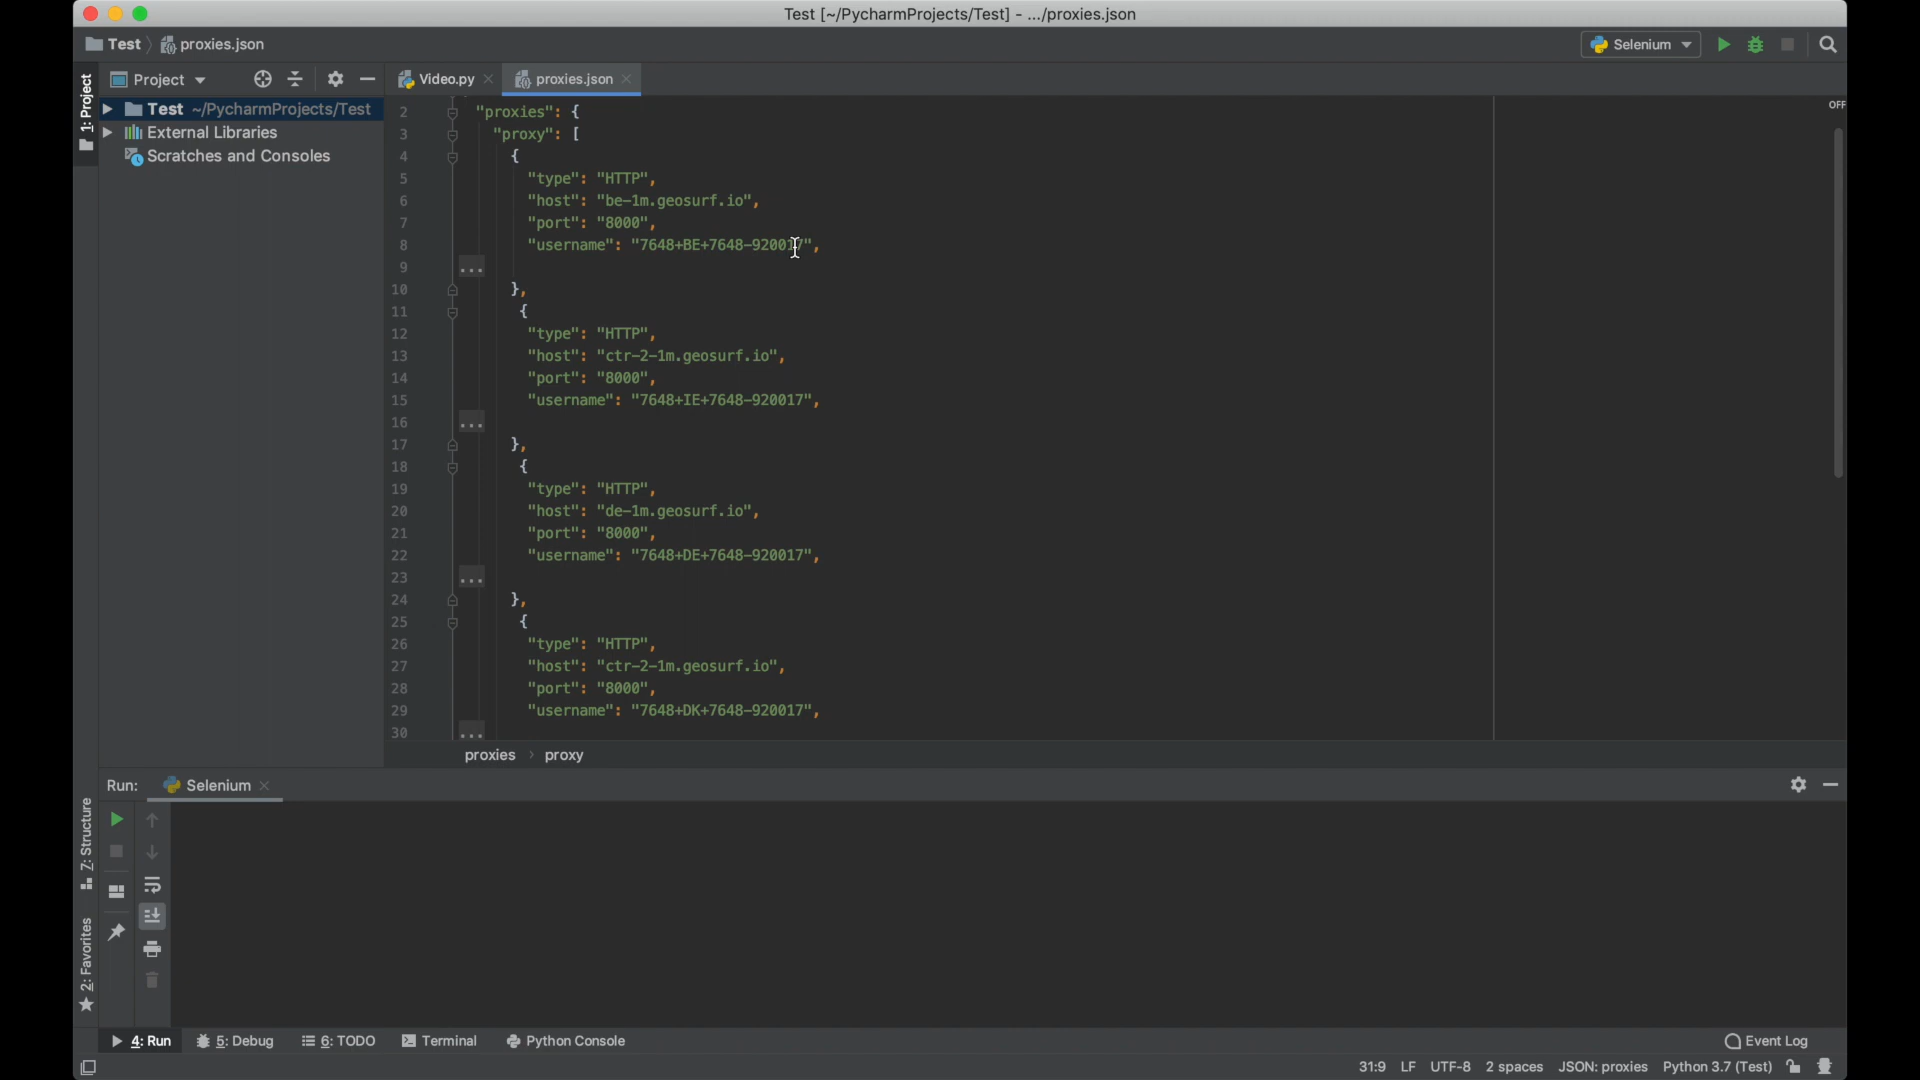 Test [~/PycharmProjects/Test] - .../proxies.json
Test proxies.json Selenium
1: Project
Project Video.py proxies.json
Test ~/PycharmProjects/Test
External Libraries
Scratches and Consoles
OFF
2 "proxies": {
3 "proxy": [
4 {
5 "type": "HTTP",
6 "host": "be-1m.geosurf.io",
7 "port": "8000",
8 "username": "7648+BE+7648-920017",
9 ...
10 },
11 {
12 "type": "HTTP",
13 "host": "ctr-2-1m.geosurf.io",
14 "port": "8000",
15 "username": "7648+IE+7648-920017",
16 ...
17 },
18 {
19 "type": "HTTP",
20 "host": "de-1m.geosurf.io",
21 "port": "8000",
22 "username": "7648+DE+7648-920017",
23 ...
24 },
25 {
26 "type": "HTTP",
27 "host": "ctr-2-1m.geosurf.io",
28 "port": "8000",
29 "username": "7648+DK+7648-920017",
30 ...
proxies › proxy
Run: Selenium
Z: Structure
2: Favorites
4: Run 5: Debug 6: TODO Terminal Python Console Event Log
31:9 LF UTF-8 2 spaces JSON: proxies Python 3.7 (Test)